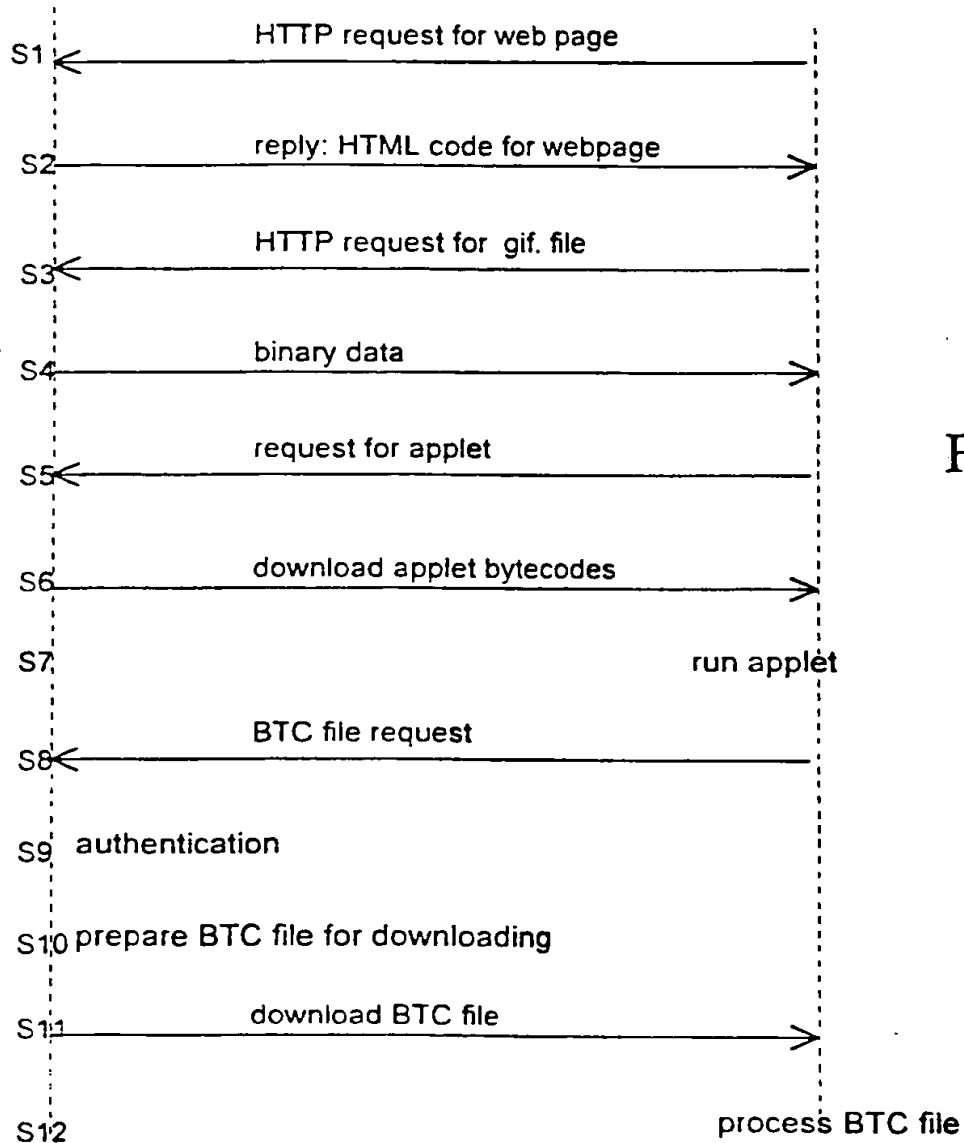 S1 HTTP request for web page
S2 reply: HTML code for webpage
S3 HTTP request for gif. file
S4 binary data
S5 request for applet
S6 download applet bytecodes
S7 run applet
S8 BTC file request
S9 authentication
S10 prepare BTC file for downloading
S11 download BTC file
S12 process BTC file